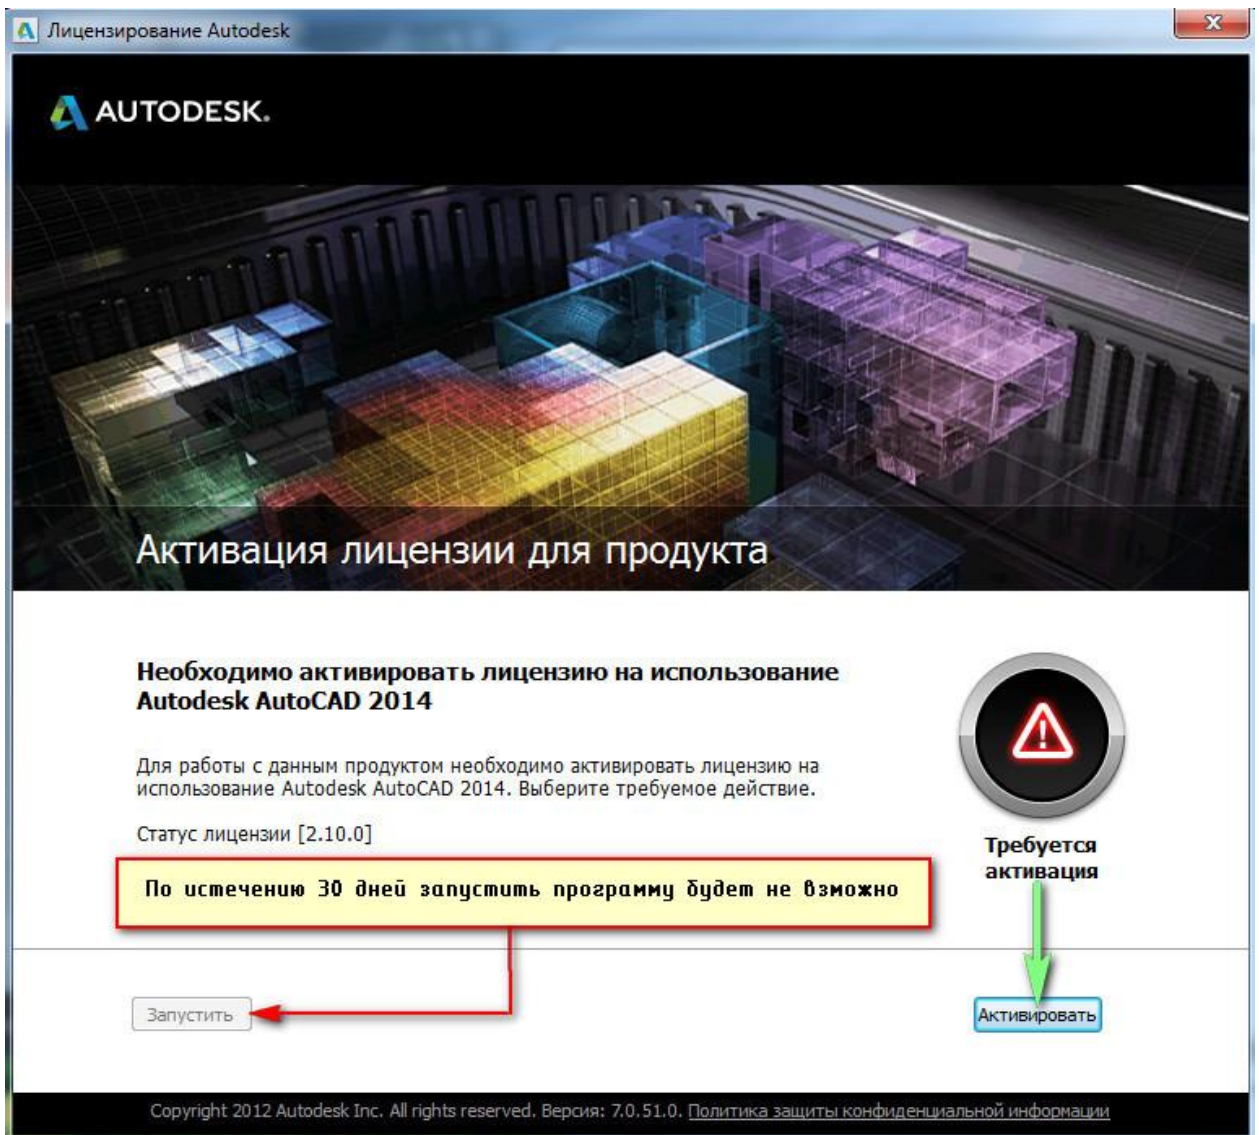 Лицензирование Autodesk
AUTODESK.
Активация лицензии для продукта
Необходимо активировать лицензию на использование
Autodesk AutoCAD 2014
Для работы с данным продуктом необходимо активировать лицензию на
использование Autodesk AutoCAD 2014. Выберите требуемое действие.
Статус лицензии [2.10.0]
Требуется
активация
По истечению 30 дней запустить программу будет не взможно
Запустить
Активировать
Copyright 2012 Autodesk Inc. All rights reserved. Версия: 7.0.51.0. Политика защиты конфиденциальной информации